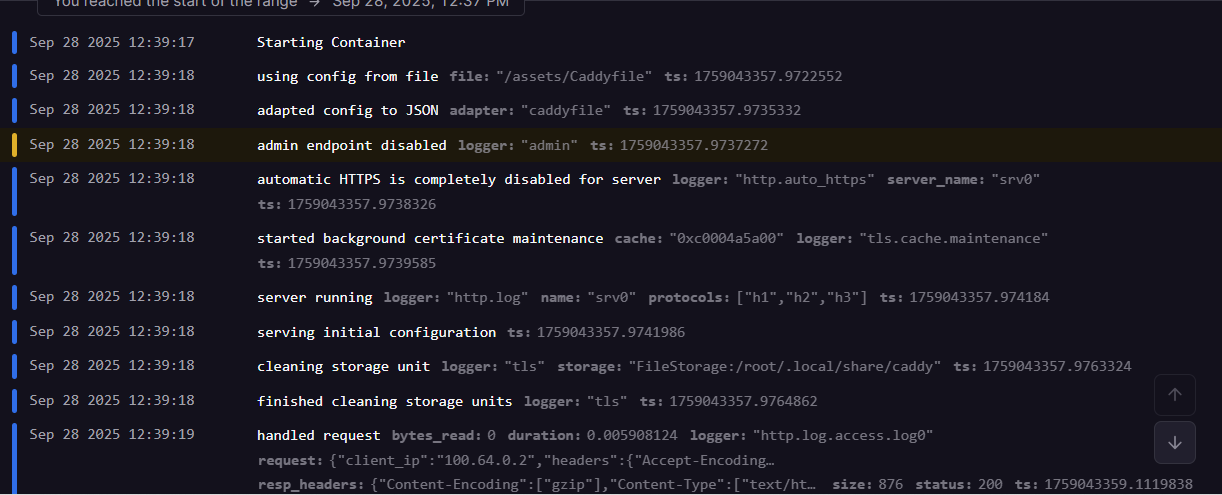 You reached the start of the range → Sep 28, 2025, 12:37 PM
Sep 28 2025 12:39:17 Starting Container
Sep 28 2025 12:39:18 using config from file file: "/assets/Caddyfile" ts: 1759043357.9722552
Sep 28 2025 12:39:18 adapted config to JSON adapter: "caddyfile" ts: 1759043357.9735332
Sep 28 2025 12:39:18 admin endpoint disabled logger: "admin" ts: 1759043357.9737272
Sep 28 2025 12:39:18 automatic HTTPS is completely disabled for server logger: "http.auto_https" server_name: "srv0"
ts: 1759043357.9738326
Sep 28 2025 12:39:18 started background certificate maintenance cache: "0xc0004a5a00" logger: "tls.cache.maintenance"
ts: 1759043357.9739585
Sep 28 2025 12:39:18 server running logger: "http.log" name: "srv0" protocols: ["h1","h2","h3"] ts: 1759043357.974184
Sep 28 2025 12:39:18 serving initial configuration ts: 1759043357.9741986
Sep 28 2025 12:39:18 cleaning storage unit logger: "tls" storage: "FileStorage:/root/.local/share/caddy" ts: 1759043357.9763324
Sep 28 2025 12:39:18 finished cleaning storage units logger: "tls" ts: 1759043357.9764862
Sep 28 2025 12:39:19 handled request bytes_read: 0 duration: 0.005908124 logger: "http.log.access.log0"
request: {"client_ip":"100.64.0.2","headers":{"Accept-Encoding…
resp_headers: {"Content-Encoding":["gzip"],"Content-Type":["text/ht… size: 876 status: 200 ts: 1759043359.1119838